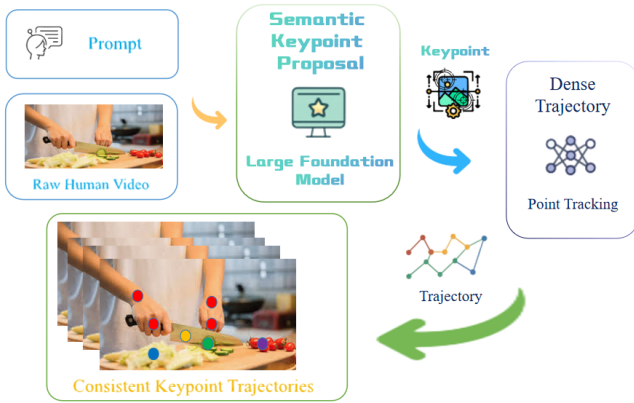 Prompt
Raw Human Video
Semantic
Keypoint
Proposal
Large Foundation
Model
Keypoint
Dense
Trajectory
Point Tracking
Trajectory
Consistent Keypoint Trajectories